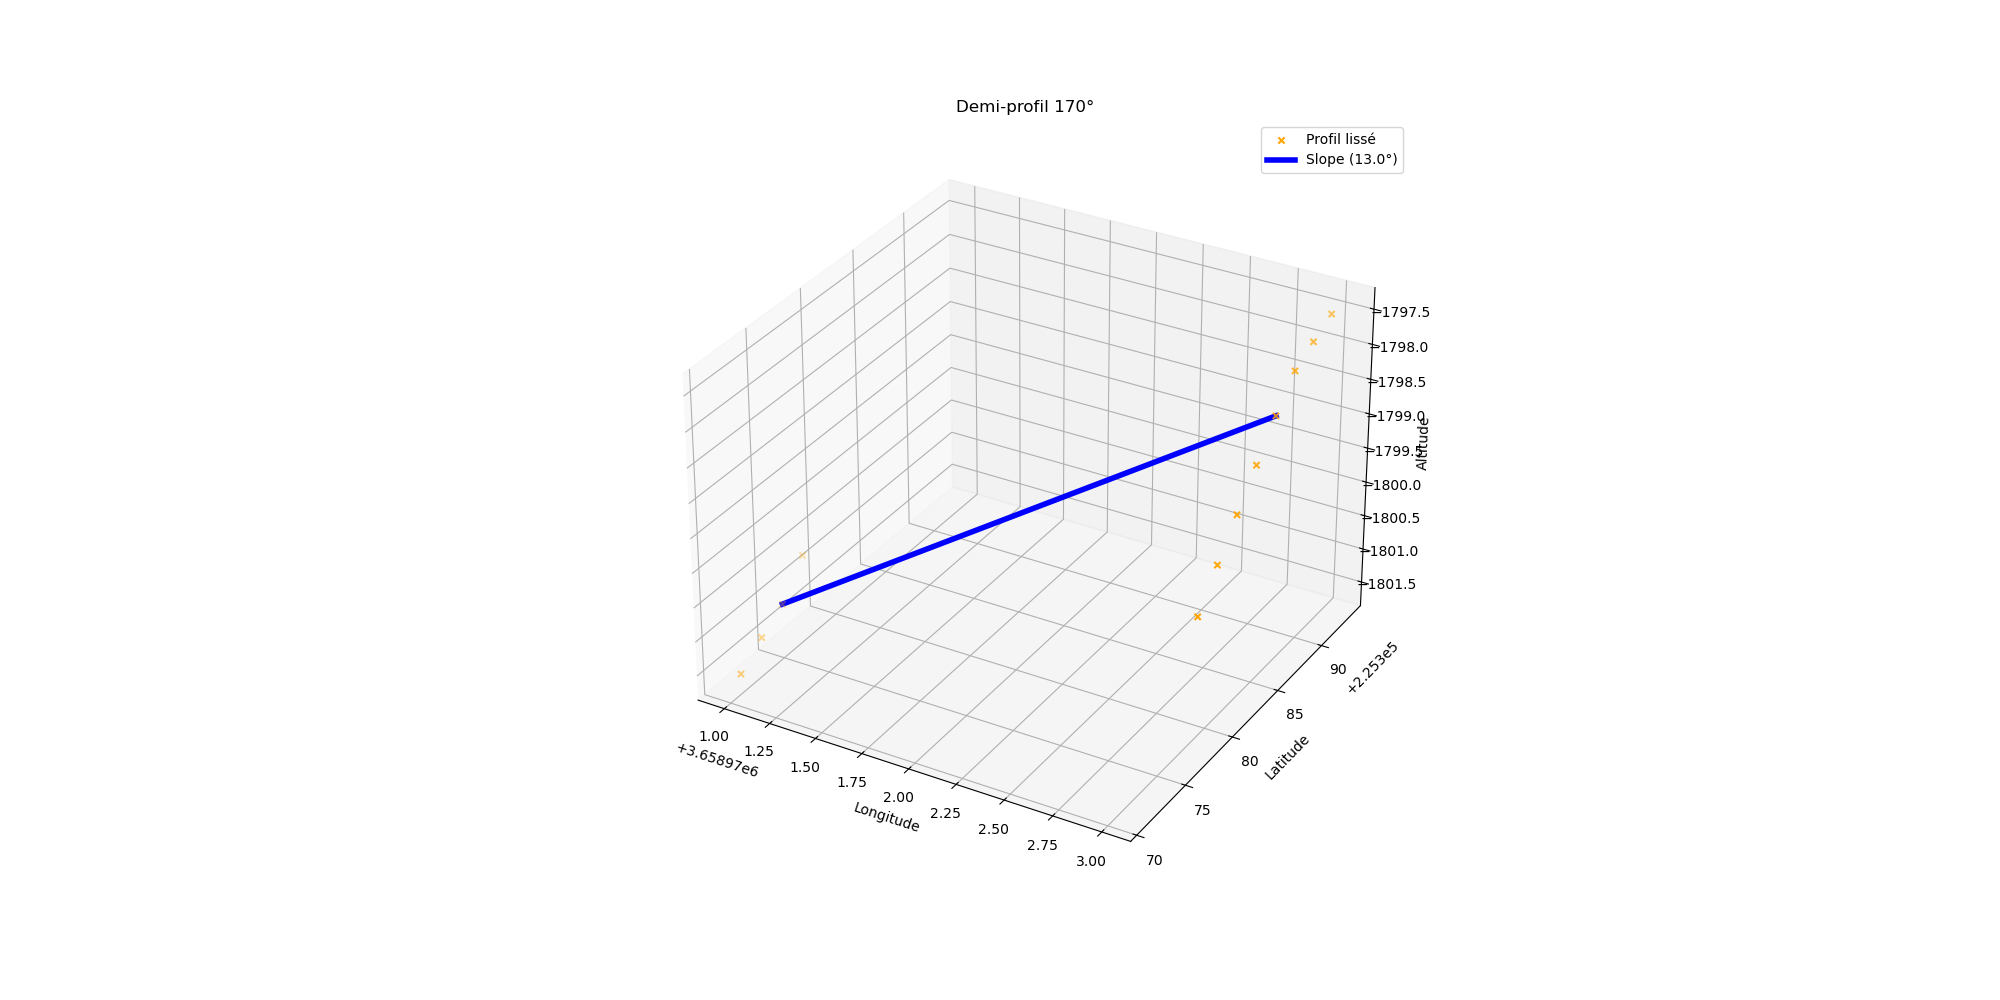 Demi-profil 170°
Profil lissé
Slope (13.0°)
−1797.5
−1798.0
−1798.5
−1799.0
−1799.5
−1800.0
−1800.5
−1801.0
−1801.5
Altitude
1.00
1.25
1.50
1.75
2.00
2.25
2.50
2.75
3.00
+3.65897e6
Longitude
70
75
80
85
90
+2.253e5
Latitude